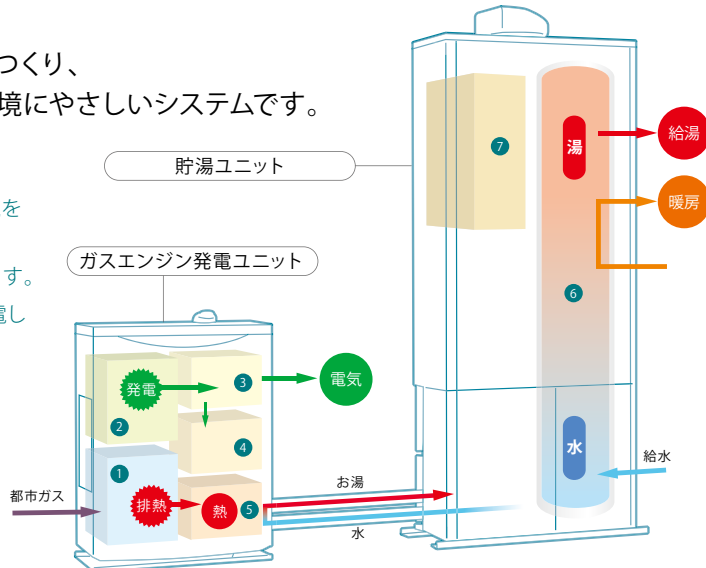 つくり、
境にやさしいシステムです。
を
す。
電し
貯湯ユニット
ガスエンジン発電ユニット
7
湯
給湯
暖房
6
水
給水
発電
3
電気
2
4
1
都市ガス
排熱
熱
5
お湯
水